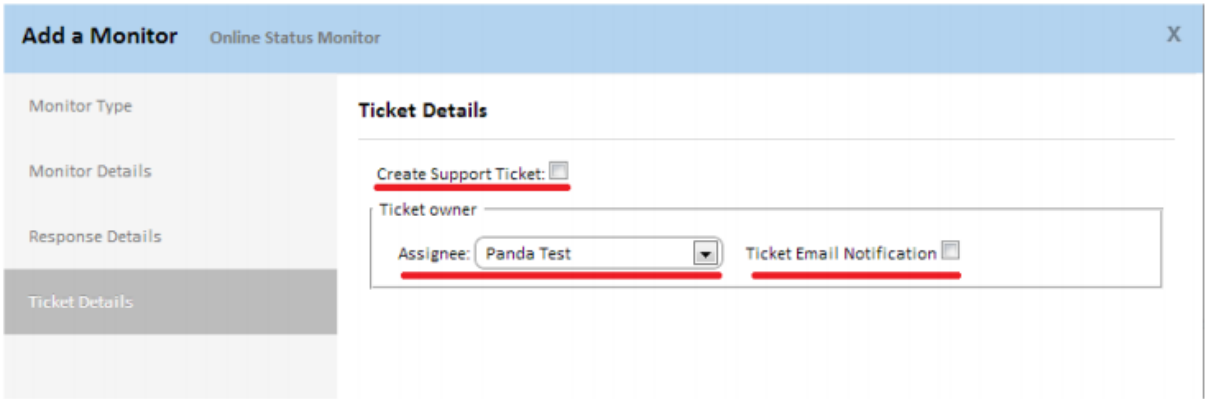 Add a Monitor Online Status Monitor X
Monitor Type
Monitor Details
Response Details
Ticket Details
Ticket Details
Create Support Ticket:
Ticket owner
Assignee: Panda Test Ticket Email Notification